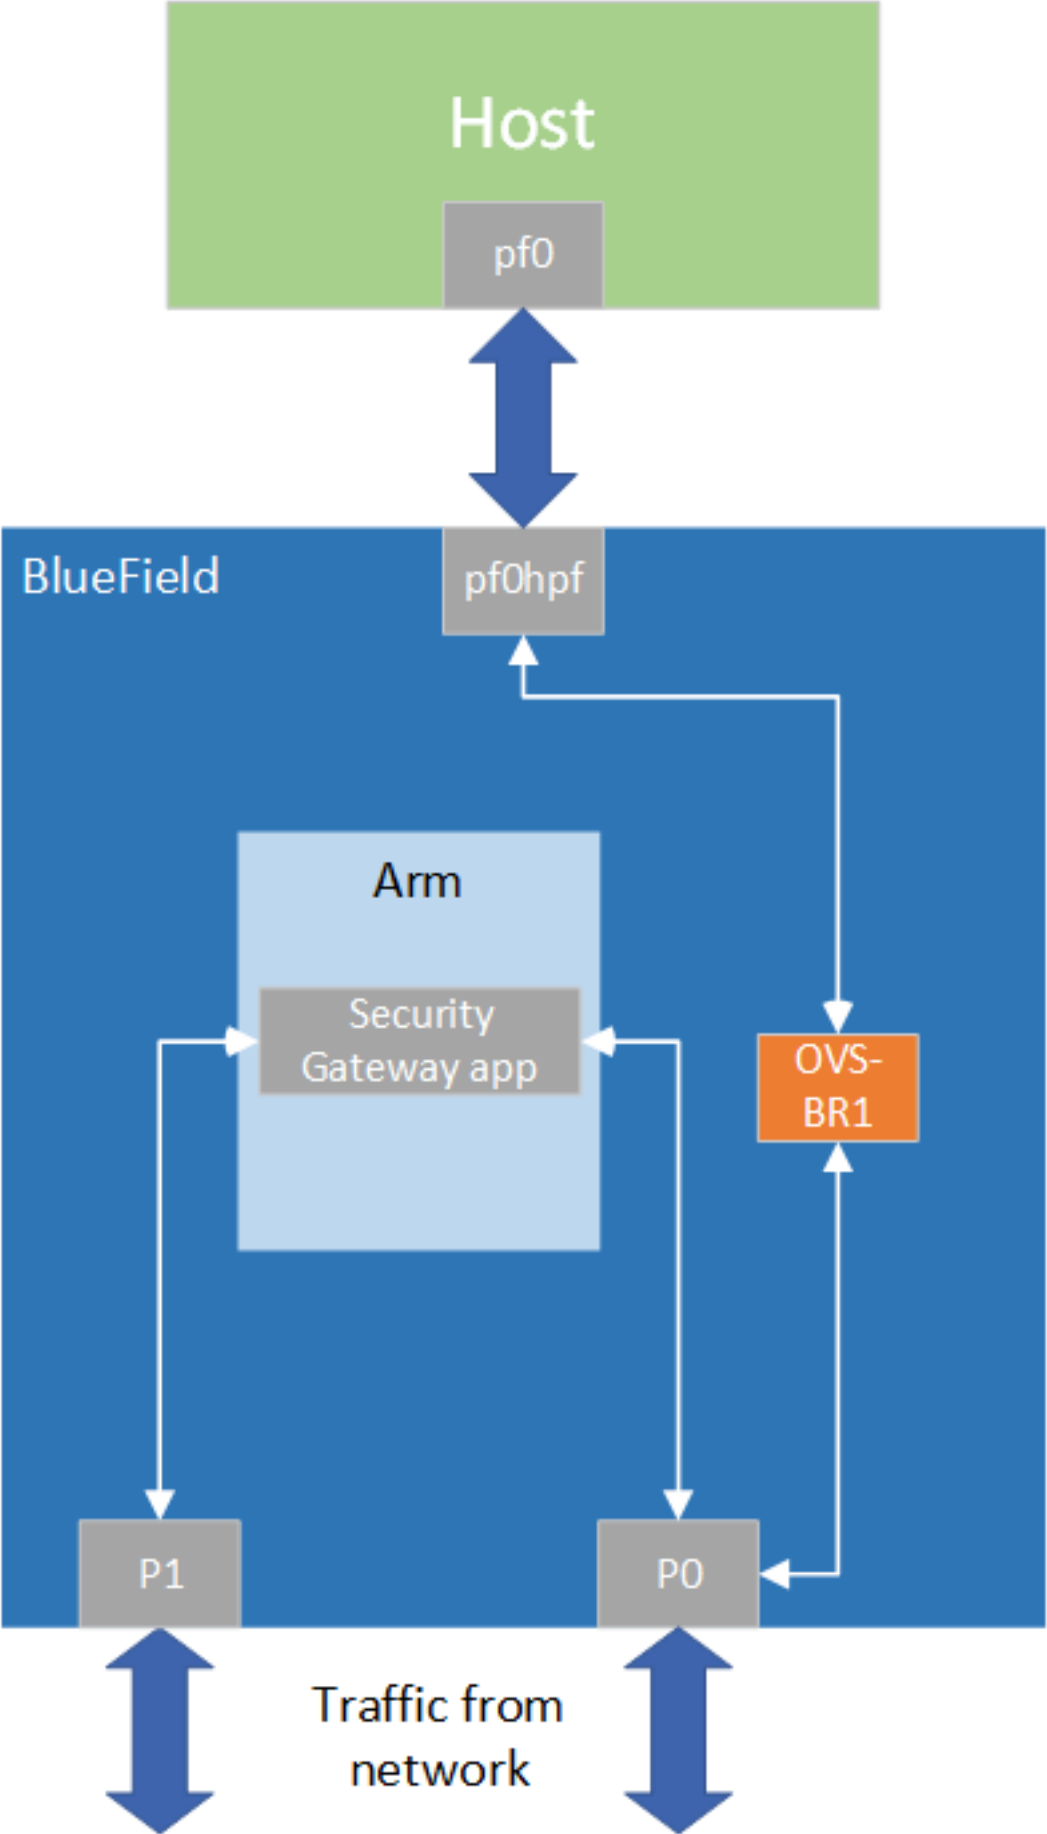 Host
pf0
BlueField
pf0hpf
Arm
Security
Gateway app
OVS-
BR1
P1
P0
Traffic from
network